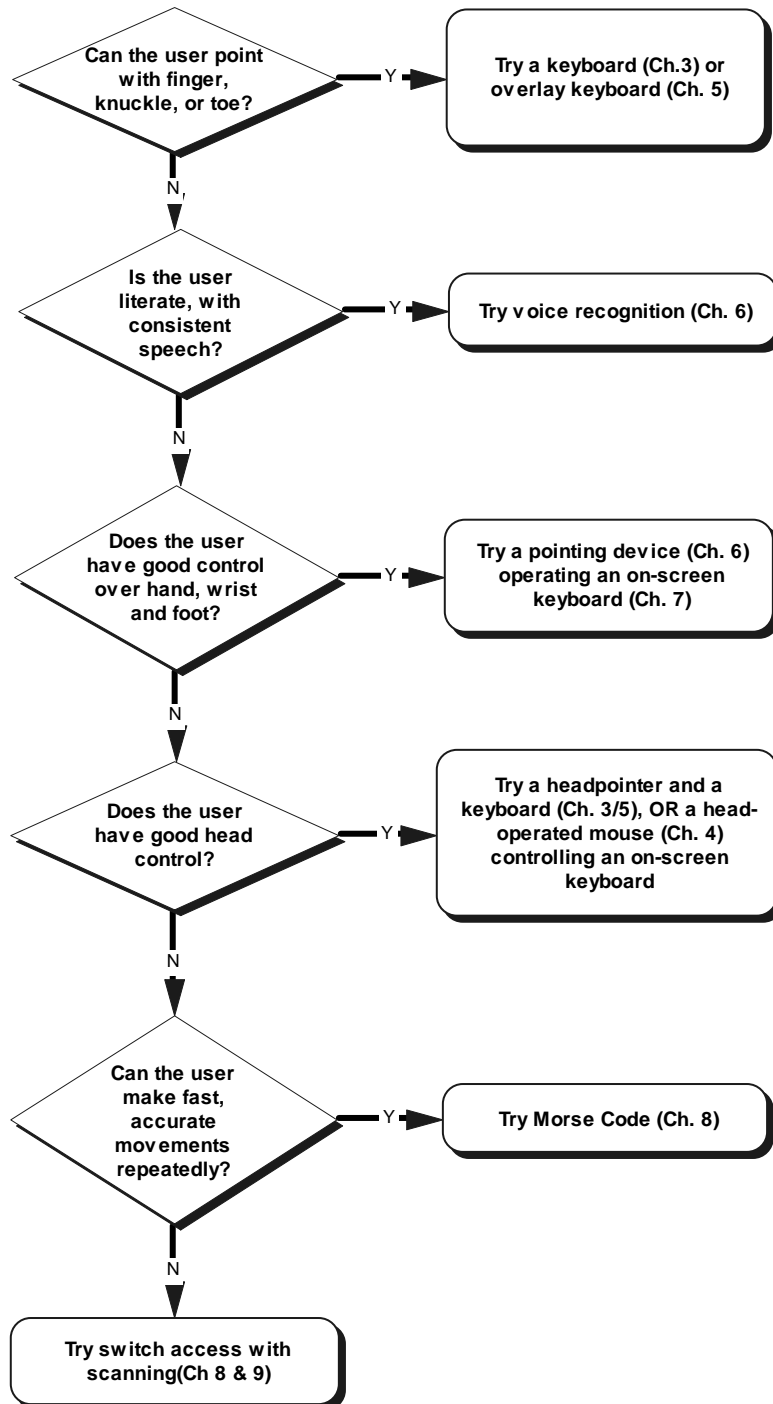 Can the user point
with finger,
knuckle, or toe?
Y
Try a keyboard (Ch.3) or
overlay keyboard (Ch. 5)
N
Is the user
literate, with
consistent
speech?
Y
Try voice recognition (Ch. 6)
N
Does the user
have good control
over hand, wrist
and foot?
Y
Try a pointing device (Ch. 6)
operating an on-screen
keyboard (Ch. 7)
N
Does the user
have good head
control?
Y
Try a headpointer and a
keyboard (Ch. 3/5), OR a head-
operated mouse (Ch. 4)
controlling an on-screen
keyboard
N
Can the user
make fast,
accurate
movements
repeatedly?
Y
Try Morse Code (Ch. 8)
N
Try switch access with
scanning(Ch 8 & 9)